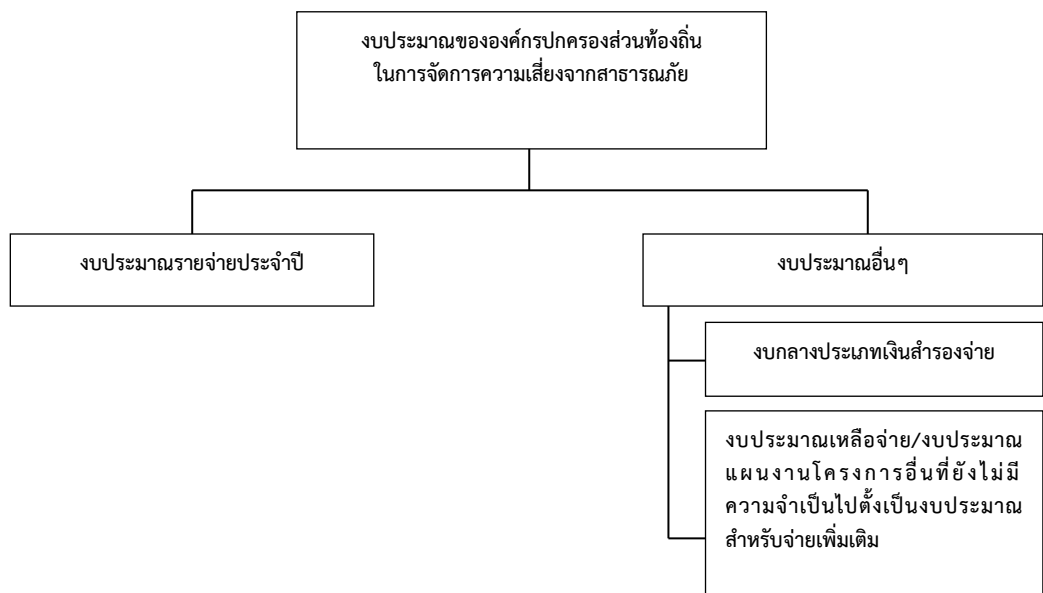 งบประมาณขององค์กรปกครองส่วนท้องถิ่น
ในการจัดการความเสี่ยงจากสาธารณภัย
งบประมาณรายจ่ายประจำปี
งบประมาณอื่นๆ
งบกลางประเภทเงินสำรองจ่าย
งบประมาณเหลือจ่าย/งบประมาณ
แผนงานโครงการอื่นที่ยังไม่มี
ความจำเป็นไปตั้งเป็นงบประมาณ
สำหรับจ่ายเพิ่มเติม